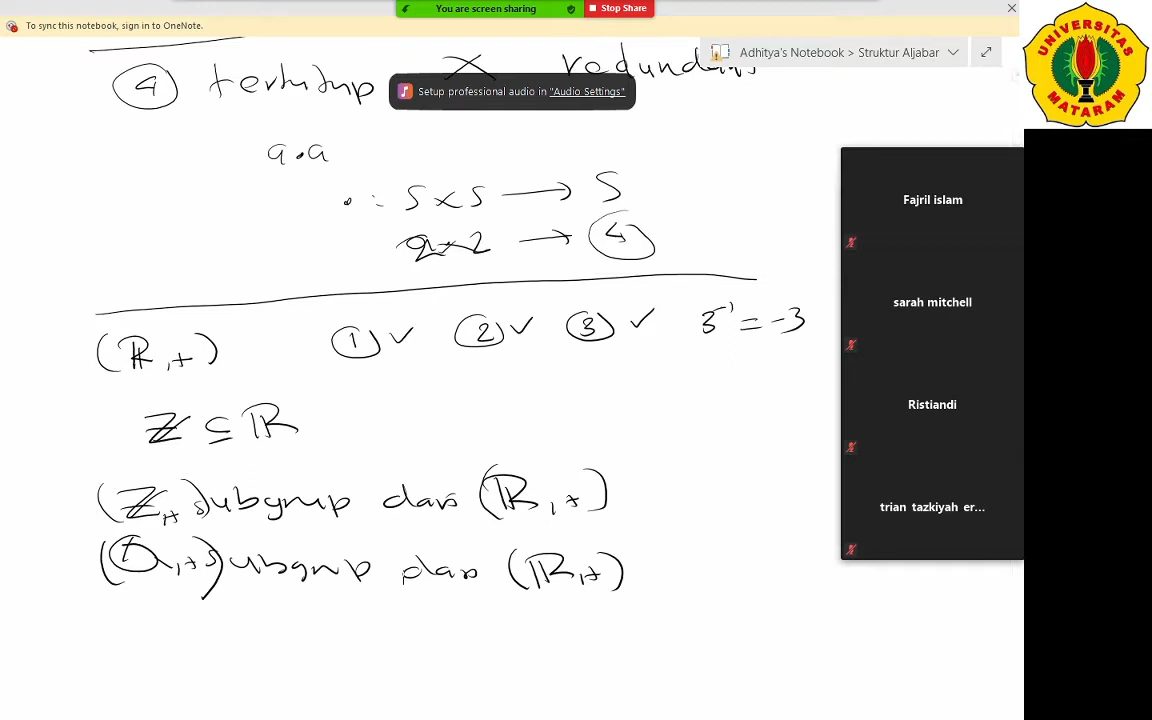 You are screen sharing Stop Share
To sync this notebook, sign in to OneNote.
Adhitya's Notebook > Struktur Aljabar
④ tertutup X redundans
Setup professional audio in "Audio Settings"
a.a
• : S × S → S
2 × 2 → 4
(ℝ,+) ① ✓ ② ✓ ③ ✓ 3⁻¹ = -3
ℤ ⊆ ℝ
(ℤ,+) subgrup dari (ℝ,+)
(ℚ,+) subgrup dari (ℝ,+)
UNIVERSITAS
MATARAM
Fajril islam
sarah mitchell
Ristiandi
trian tazkiyah er...